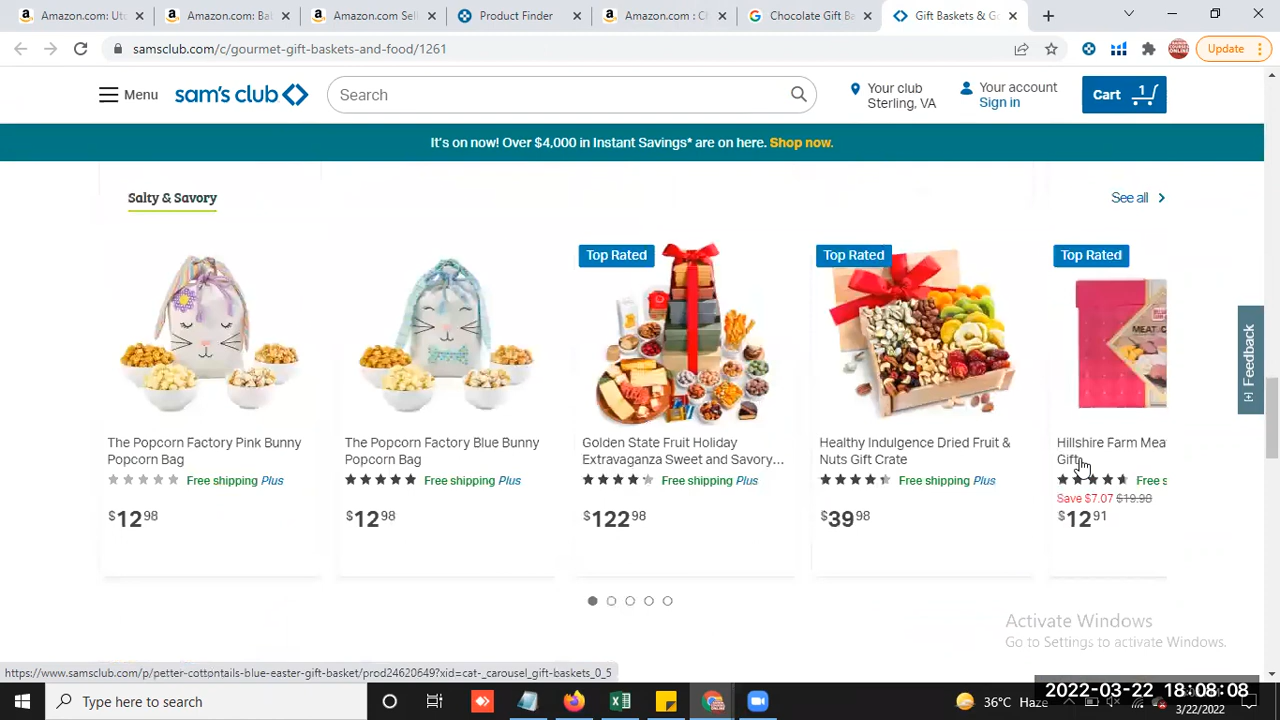 Amazon.com: Ut
Amazon.com: Ba
Amazon.com Sel
Product Finder
Amazon.com : C
Chocolate Gift Ba
Gift Baskets & Go
samsclub.com/c/gourmet-gift-baskets-and-food/1261
Update
Menu
sam's club
Search
Your club
Sterling, VA
Your account
Sign in
Cart 1
It's on now! Over $4,000 in Instant Savings* are on here. Shop now.
Salty & Savory
See all
Top Rated
Top Rated
Top Rated
The Popcorn Factory Pink Bunny
Popcorn Bag
Free shipping Plus
$12 98
The Popcorn Factory Blue Bunny
Popcorn Bag
Free shipping Plus
$12 98
Golden State Fruit Holiday
Extravaganza Sweet and Savory...
Free shipping Plus
$122 98
Healthy Indulgence Dried Fruit &
Nuts Gift Crate
Free shipping Plus
$39 98
Hillshire Farm Mea
Gift
Free s
Save $7.07 $19.98
$12 91
[+] Feedback
Activate Windows
Go to Settings to activate Windows.
https://www.samsclub.com/p/petter-cottontails-blue-easter-gift-basket/prod24620649?xid=cat-_carousel_gift-baskets_0_5
Type here to search
36°C Haze
2022-03-22 18:08:08
3/22/2022